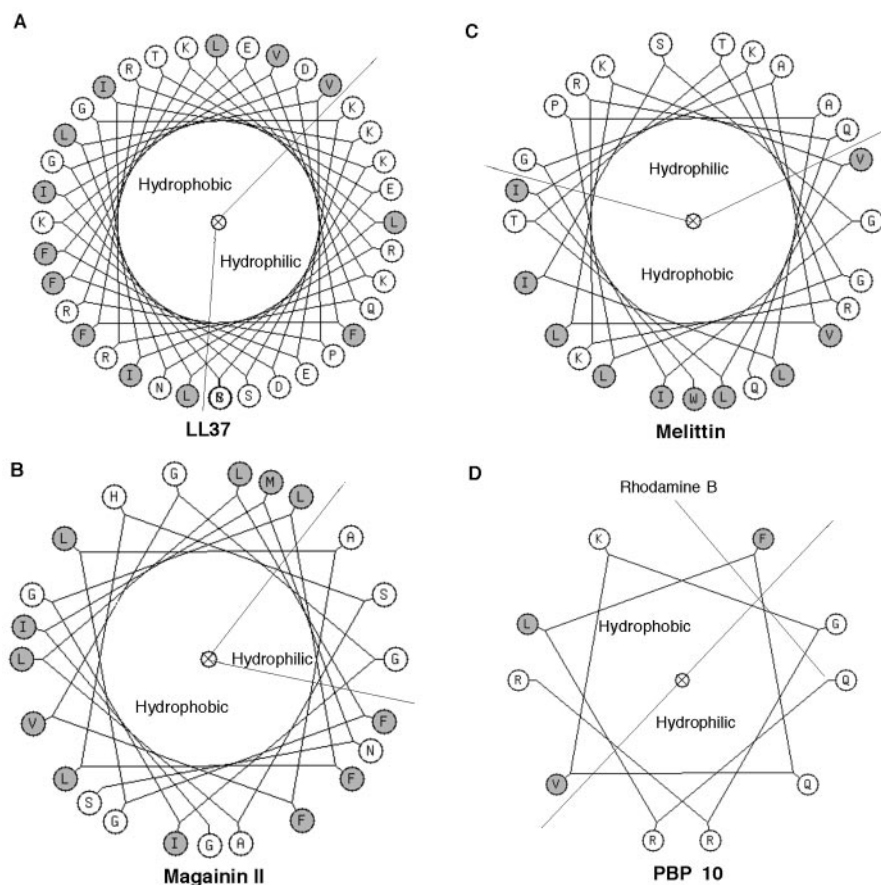 A
L E V D V K K K E L R K Q F P E D S L N I R F R F F K I G L G I R T K
Hydrophobic
Hydrophilic
LL37
C
S T K A A Q V G G R V L Q L W I L K L I T I G P R K
Hydrophilic
Hydrophobic
Melittin
B
G L M L A S G F N F F A G I G S L V L I G L H
Hydrophilic
Hydrophobic
Magainin II
D
Rhodamine B
K F G Q Q R R V R L
Hydrophobic
Hydrophilic
PBP 10